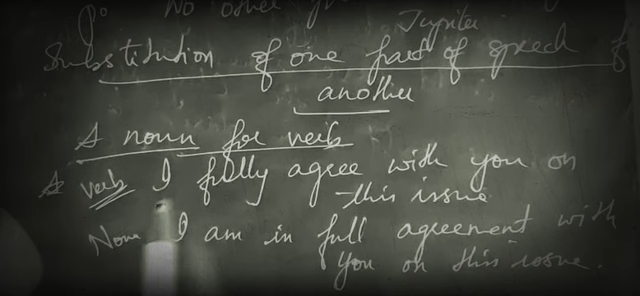 No other
Jupiter
Substitution of one part of speech f
another
A noun for verb
A verb I fully agree with you on
this issue
Noun I am in full agreement with
you on this issue.